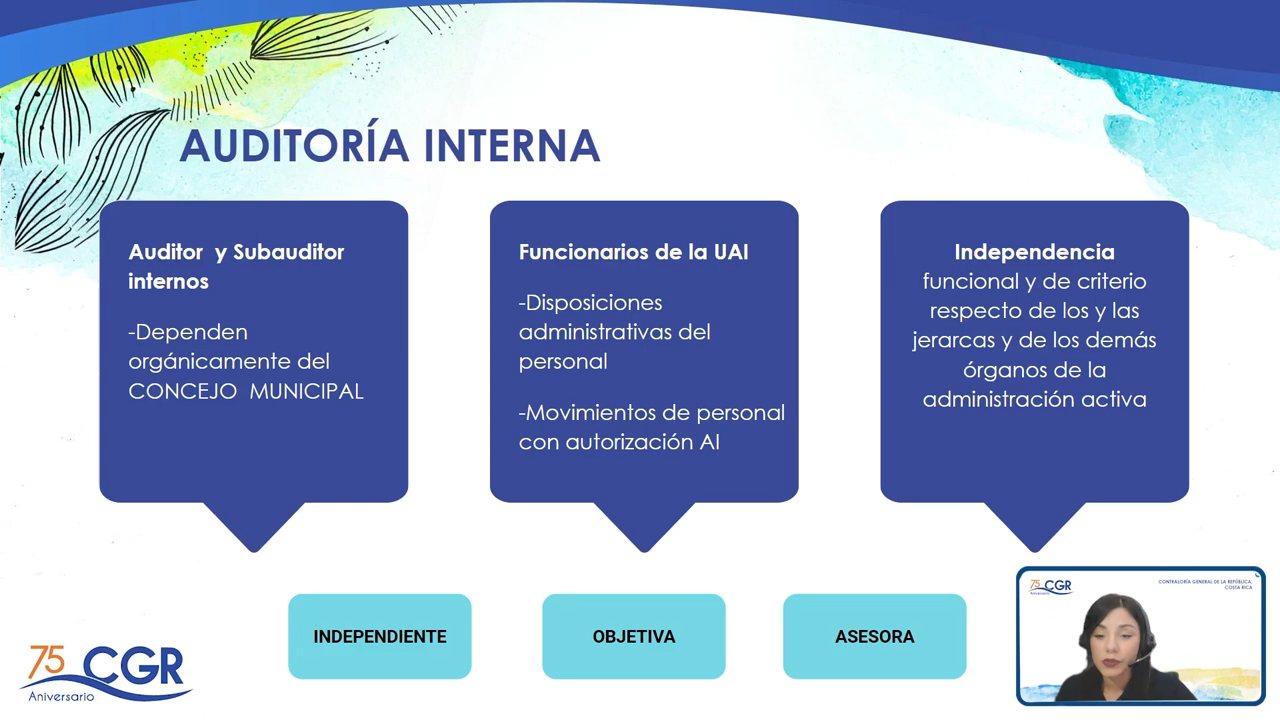 AUDITORÍA INTERNA
Auditor y Subauditor
internos
-Dependen
orgánicamente del
CONCEJO MUNICIPAL
Funcionarios de la UAI
-Disposiciones
administrativas del
personal
-Movimientos de personal
con autorización AI
Independencia
funcional y de criterio
respecto de los y las
jerarcas y de los demás
órganos de la
administración activa
INDEPENDIENTE
OBJETIVA
ASESORA
75 CGR
Aniversario
75 CGR
Aniversario
CONTRALORÍA GENERAL DE LA REPÚBLICA,
COSTA RICA